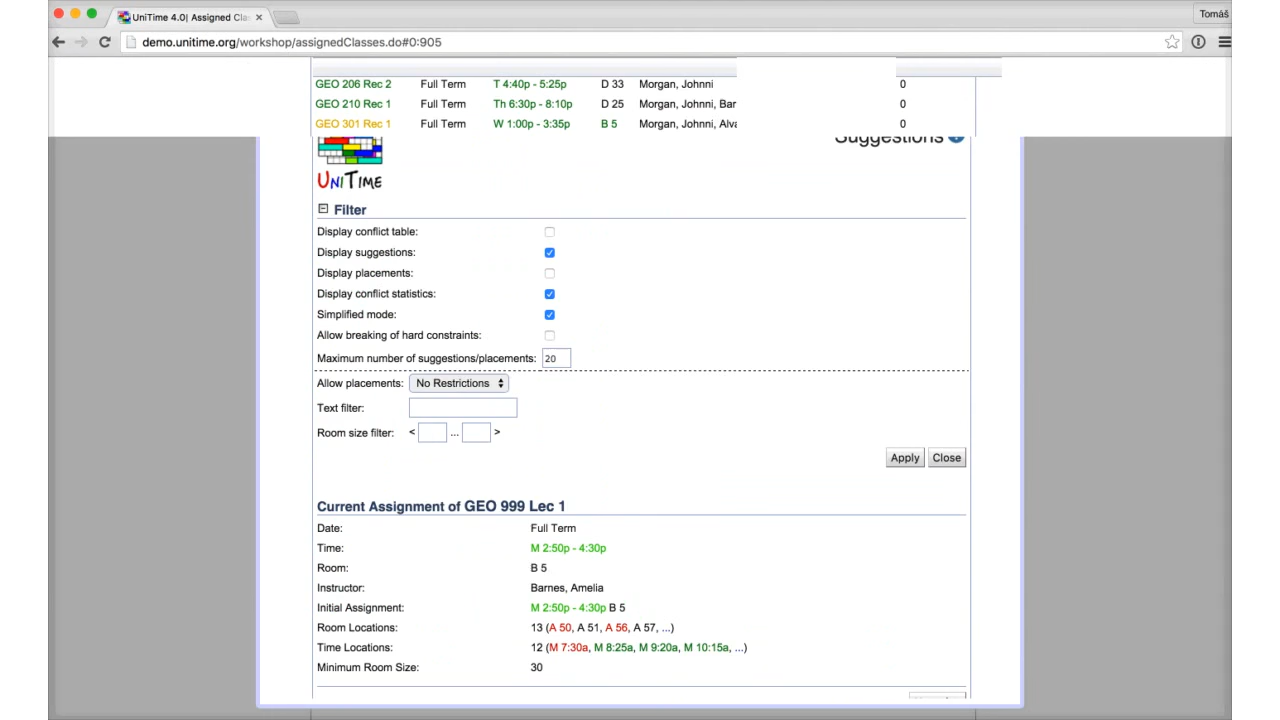 UniTime 4.0| Assigned Cla
Tomáš
demo.unitime.org/workshop/assignedClasses.do#0:905
GEO 206 Rec 2 Full Term T 4:40p - 5:25p D 33 Morgan, Johnni 0
GEO 210 Rec 1 Full Term Th 6:30p - 8:10p D 25 Morgan, Johnni, Bar 0
GEO 301 Rec 1 Full Term W 1:00p - 3:35p B 5 Morgan, Johnni, Alva 0
Suggestions
UNITIME
Filter
Display conflict table:
Display suggestions:
Display placements:
Display conflict statistics:
Simplified mode:
Allow breaking of hard constraints:
Maximum number of suggestions/placements: 20
Allow placements: No Restrictions
Text filter:
Room size filter: < ... >
Apply Close
Current Assignment of GEO 999 Lec 1
Date: Full Term
Time: M 2:50p - 4:30p
Room: B 5
Instructor: Barnes, Amelia
Initial Assignment: M 2:50p - 4:30p B 5
Room Locations: 13 (A 50, A 51, A 56, A 57, ...)
Time Locations: 12 (M 7:30a, M 8:25a, M 9:20a, M 10:15a, ...)
Minimum Room Size: 30